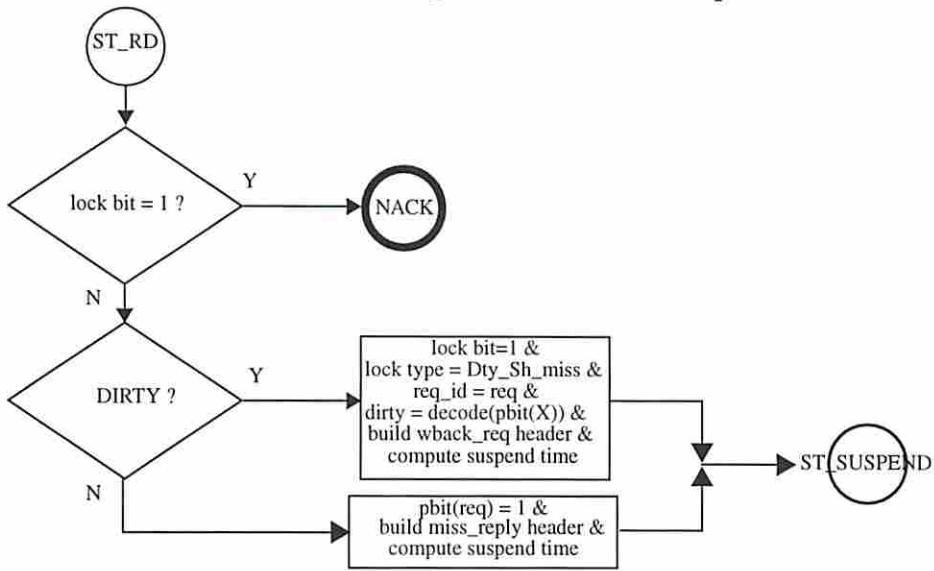 ST_RD
lock bit = 1 ?
Y
NACK
N
DIRTY ?
Y
lock bit=1 &
lock type = Dty_Sh_miss &
req_id = req &
dirty = decode(pbit(X)) &
build wback_req header &
compute suspend time
ST_SUSPEND
N
pbit(req) = 1 &
build miss_reply header &
compute suspend time